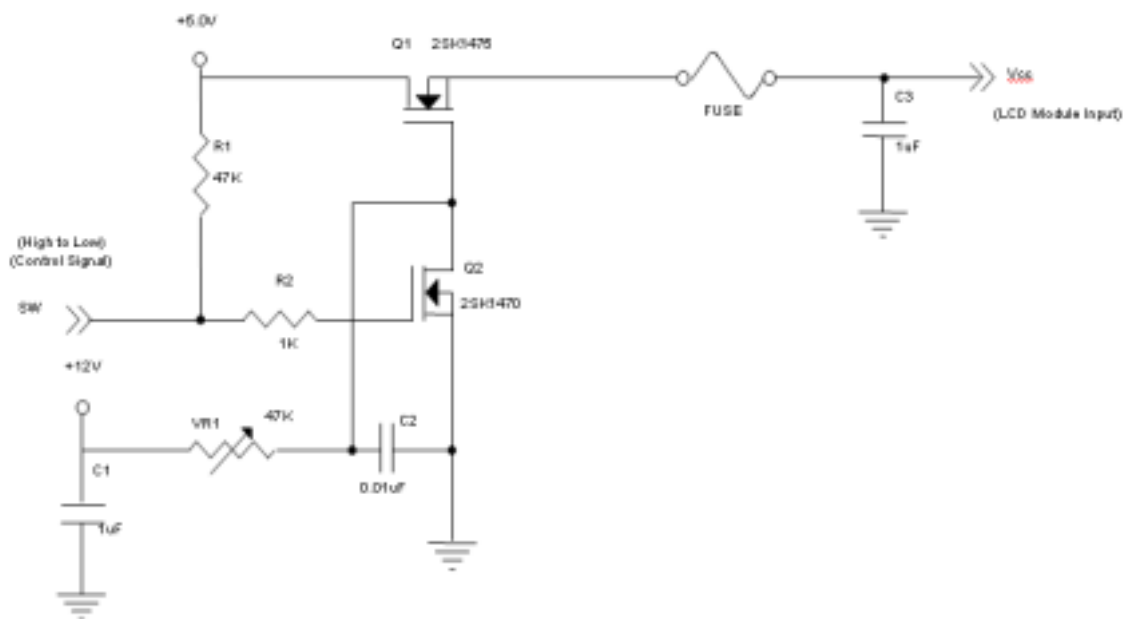 +5.0V
Q1 2SK1475
Vcc
FUSE
C3
(LCD Module Input)
R1
1uF
47K
(High to Low)
(Control Signal)
R2
Q2
SW
2SK1470
1K
+12V
VR1
47K
C2
C1
0.01uF
1uF